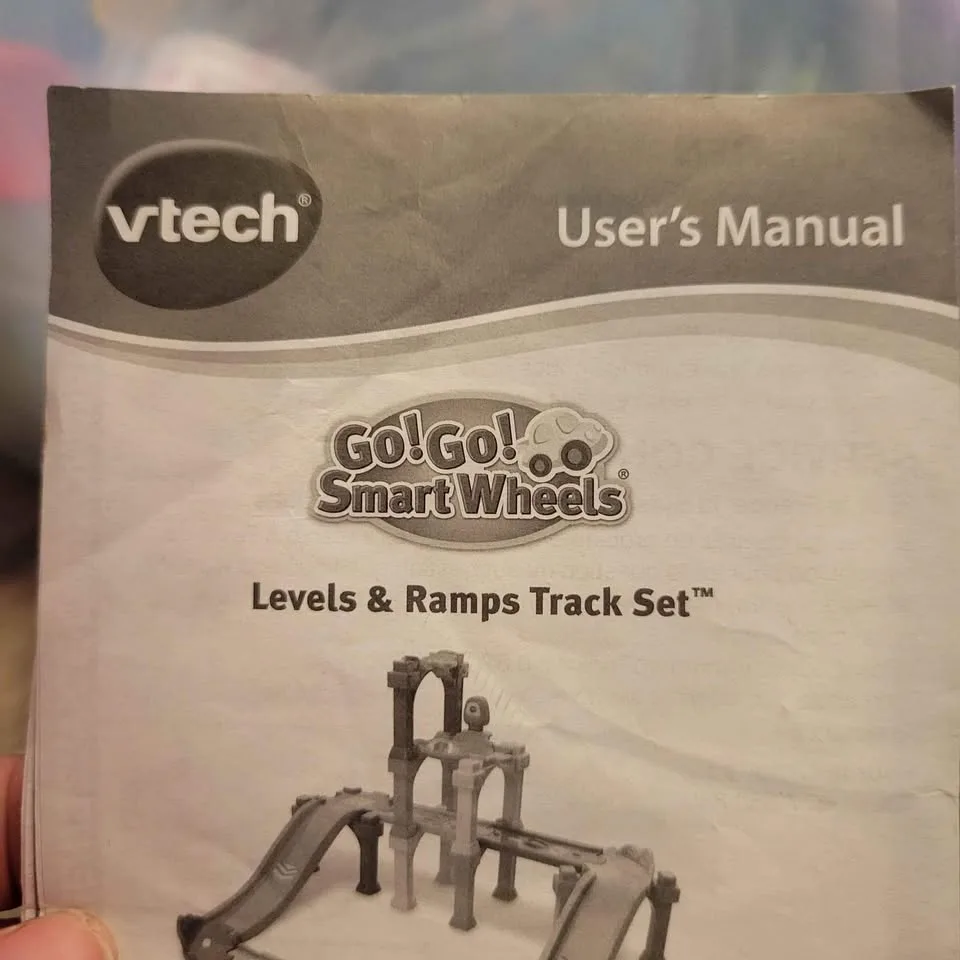 vtech®
User's Manual
Go!Go!
Smart Wheels®
Levels & Ramps Track Set™